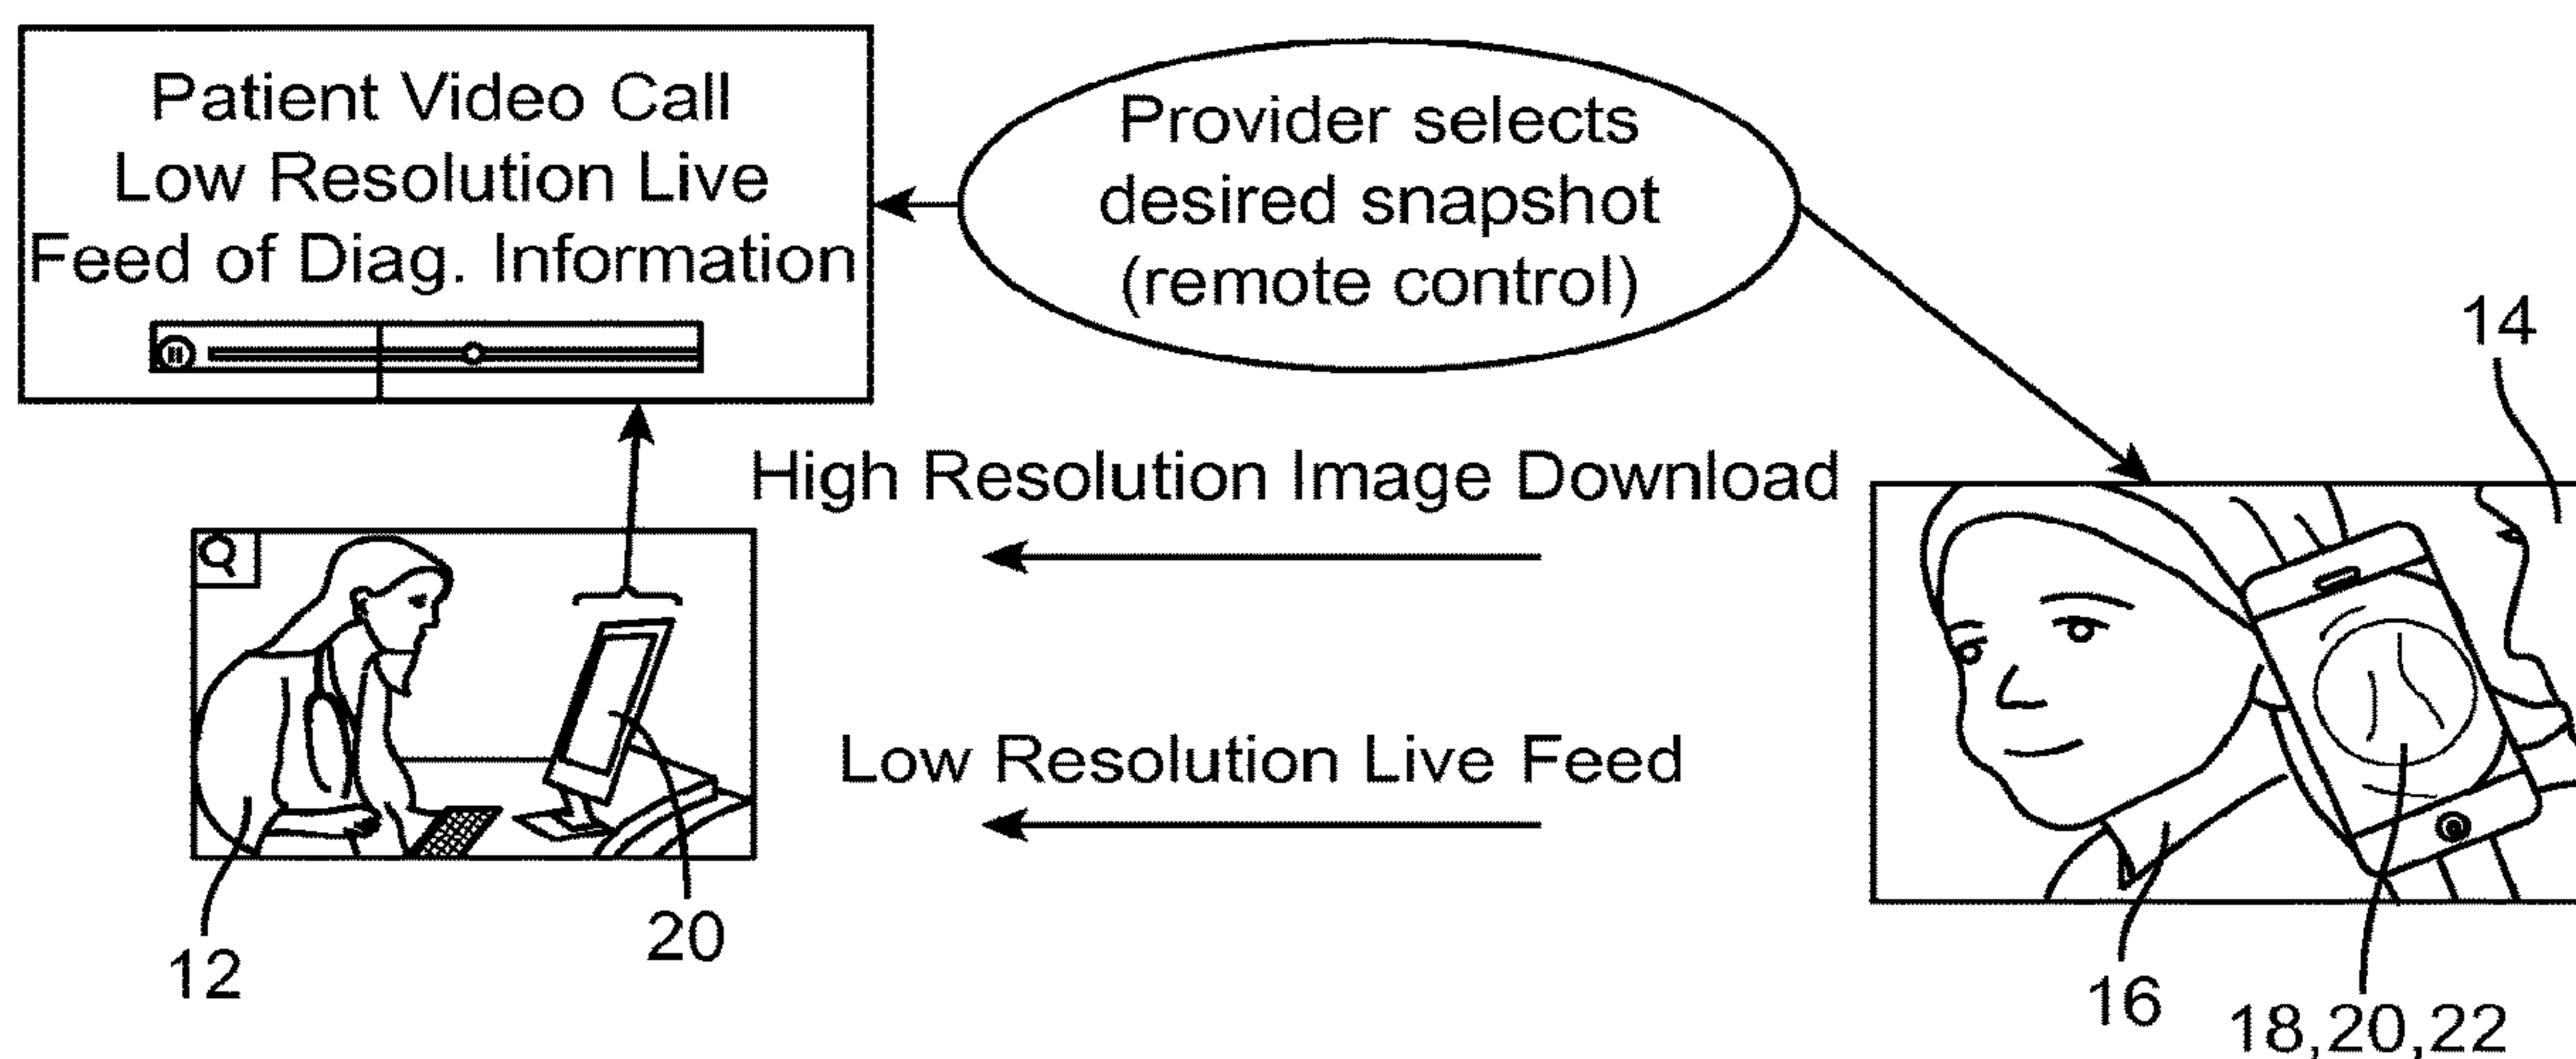 Patient Video Call
Low Resolution Live
Feed of Diag. Information
Provider selects
desired snapshot
(remote control)
14
High Resolution Image Download
Low Resolution Live Feed
12
20
16
18,20,22